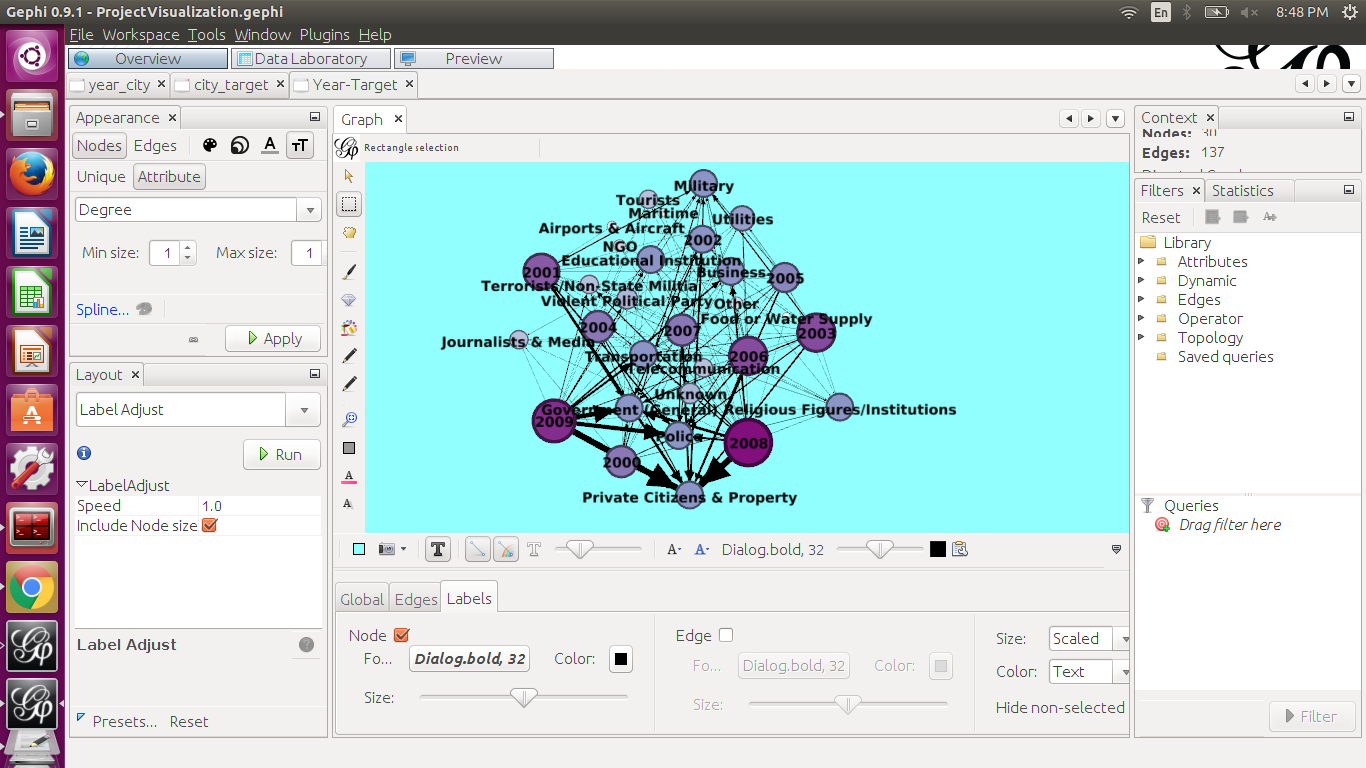 Gephi 0.9.1 - ProjectVisualization.gephi
En
8:48 PM
File Workspace Tools Window Plugins Help
Overview
Data Laboratory
Preview
year_city
city_target
Year-Target
Appearance
Nodes
Edges
Unique
Attribute
Degree
Min size:
1
Max size:
1
Spline...
Apply
Layout
Label Adjust
Run
LabelAdjust
Speed
1.0
Include Node size
Label Adjust
Presets...
Reset
Graph
Rectangle selection
Military
Tourists
Maritime
Utilities
Airports & Aircraft
2002
NGO
Educational Institution
2001
Business
2005
Terrorists/Non-State Militia
Violent Political Party
Other
Food or Water Supply
2004
2007
2003
Journalists & Media
Transportation
2006
Telecommunication
Unknown
Government (General)
Religious Figures/Institutions
2009
Police
2008
2000
Private Citizens & Property
T
T
A
A
Dialog.bold, 32
Global
Edges
Labels
Node
Fo...
Dialog.bold, 32
Color:
Size:
Edge
Fo...
Dialog.bold, 32
Color:
Size:
Size:
Scaled
Color:
Text
Hide non-selected
Context
Nodes: 30
Edges: 137
Filters
Statistics
Reset
Library
Attributes
Dynamic
Edges
Operator
Topology
Saved queries
Queries
Drag filter here
Filter